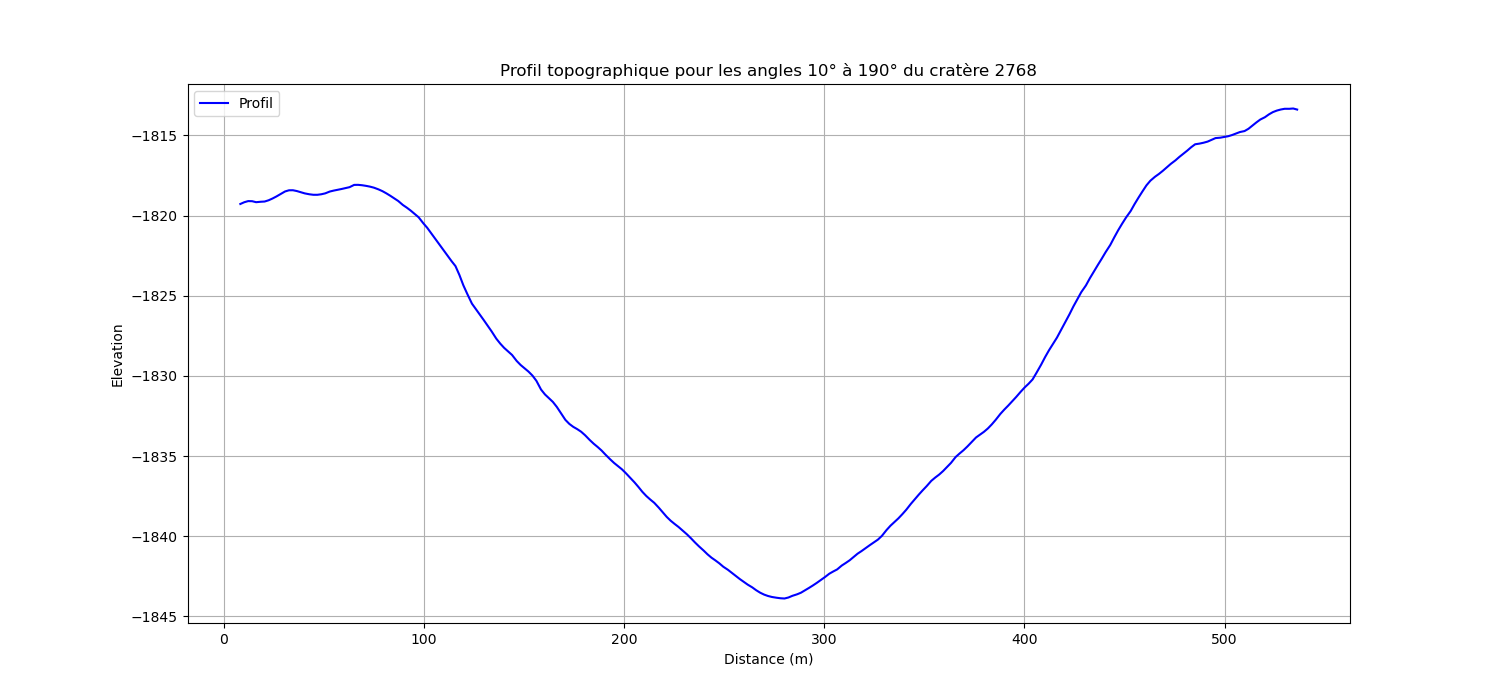 Profil topographique pour les angles 10° à 190° du cratère 2768
Profil
−1815
−1820
−1825
−1830
−1835
−1840
−1845
Elevation
0 100 200 300 400 500
Distance (m)